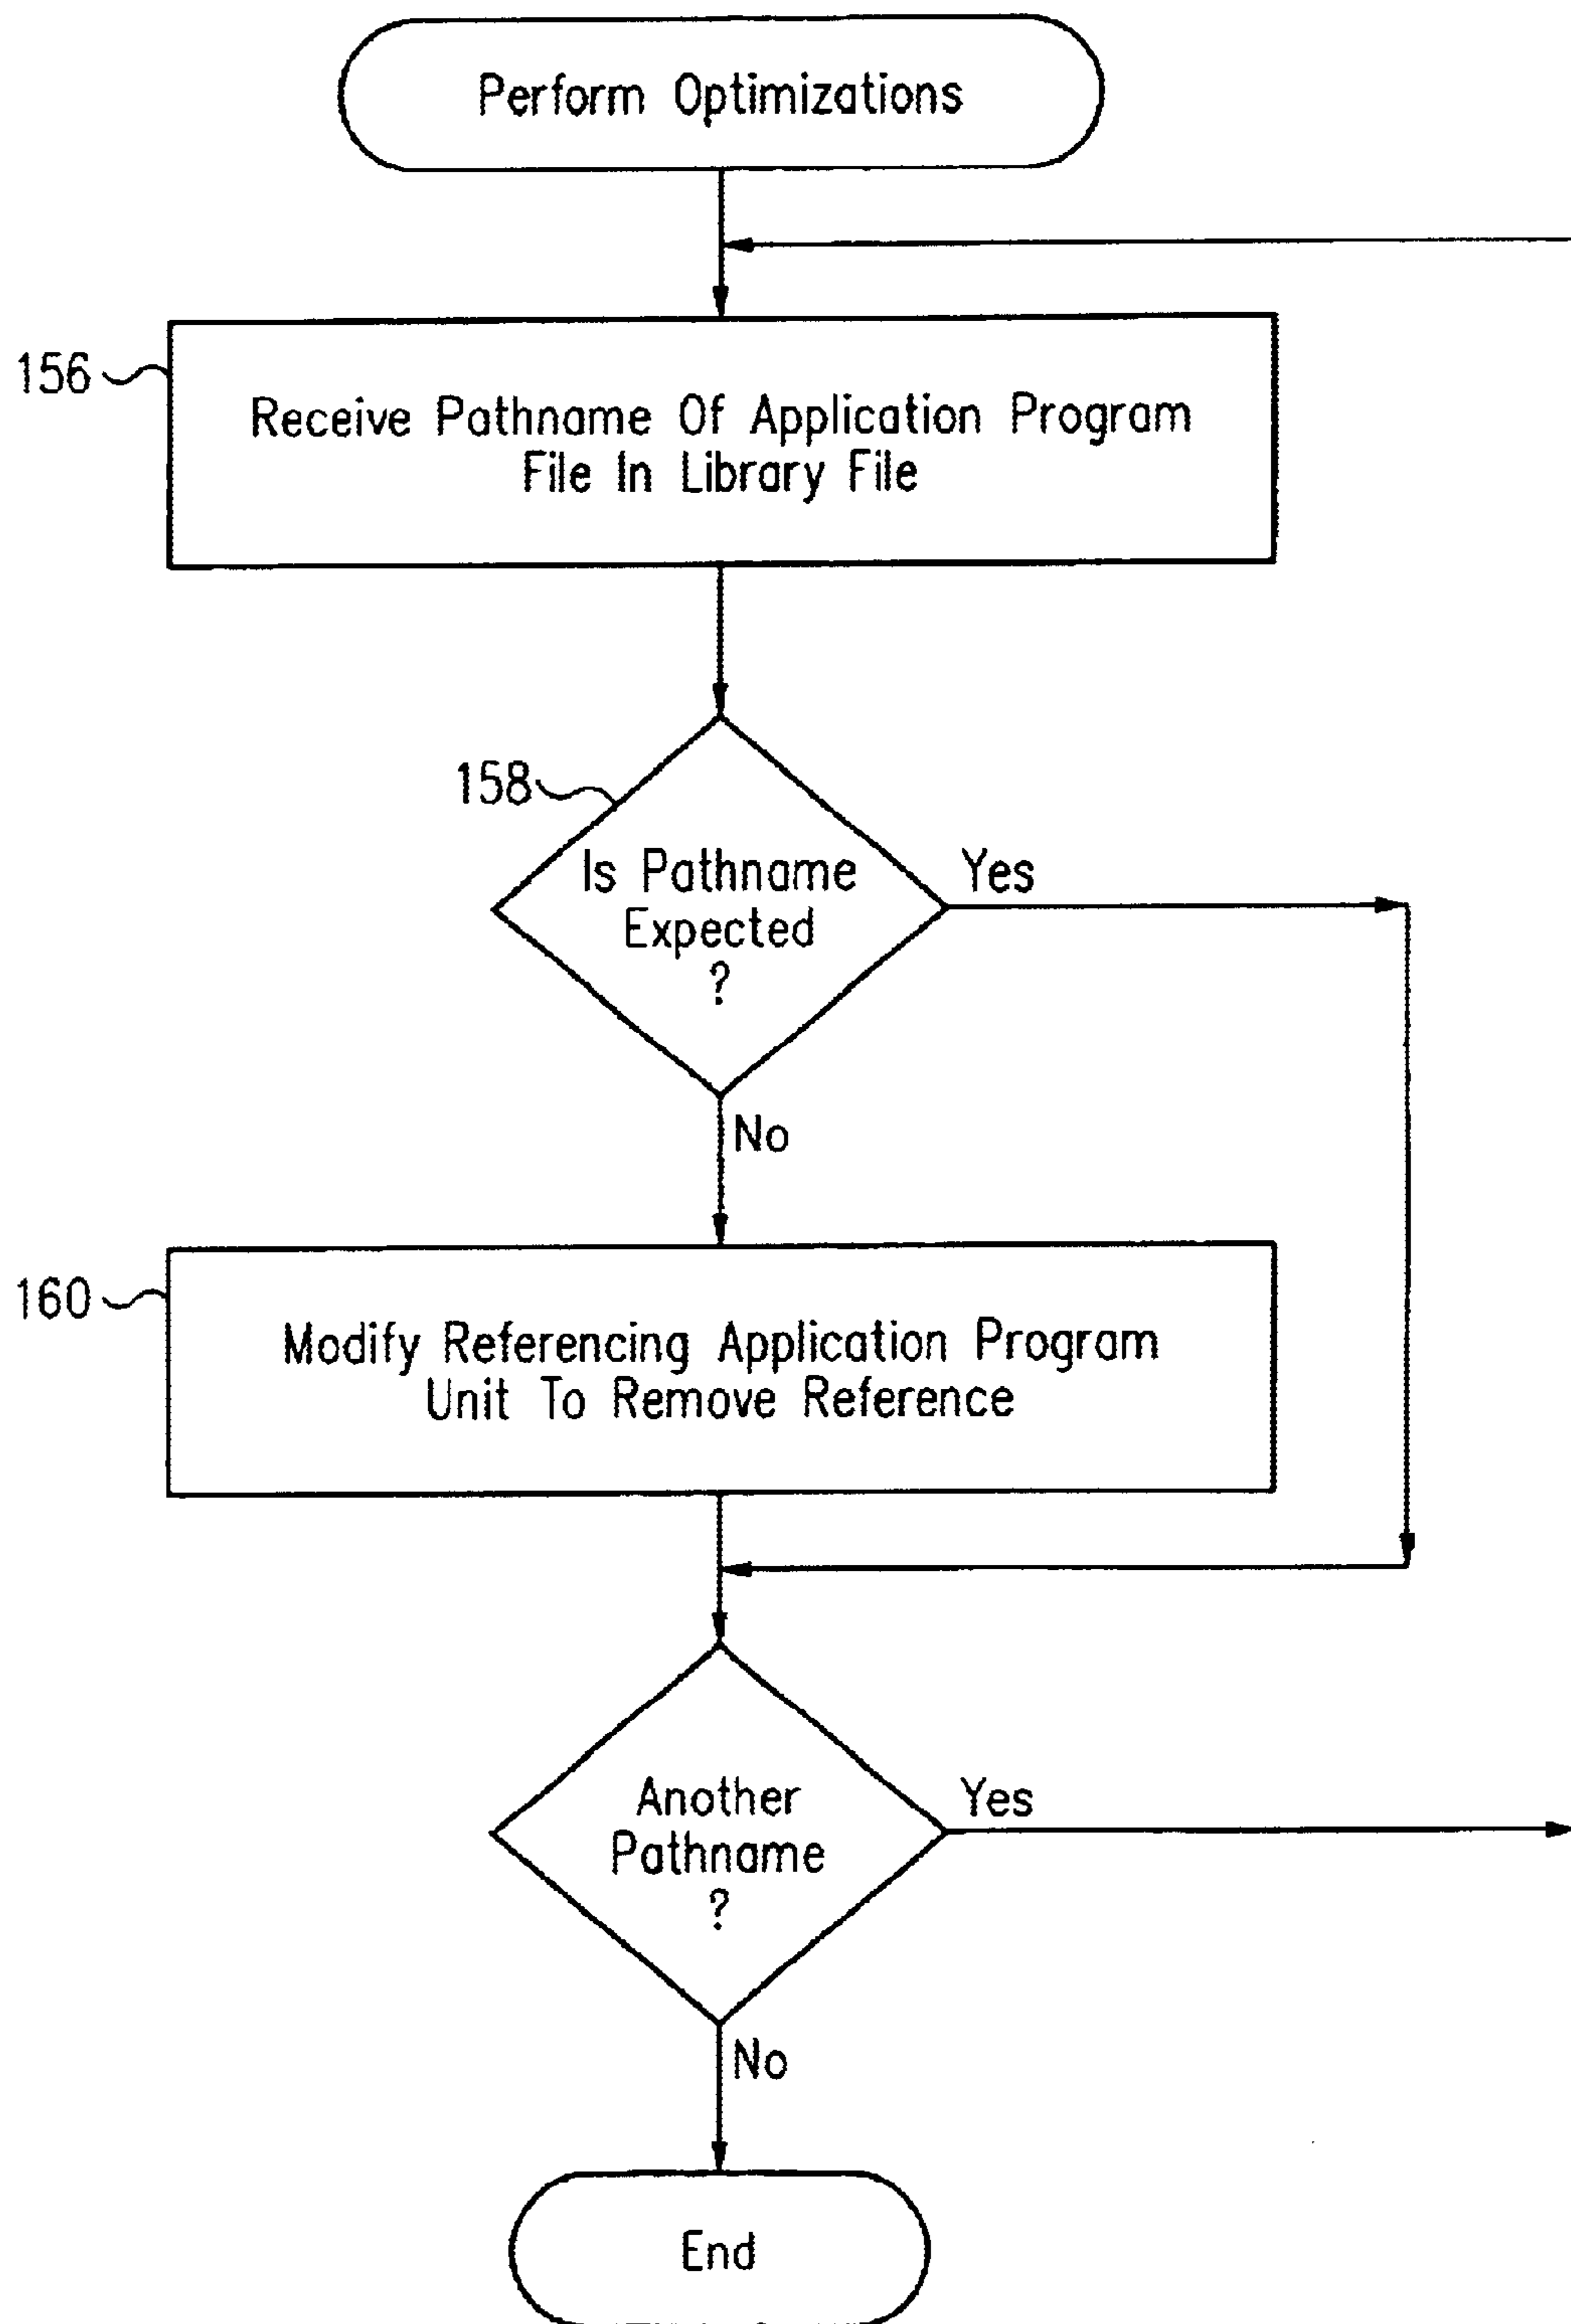 Perform Optimizations
156
Receive Pathname Of Application Program
File In Library File
158
Is Pathname
Expected
?
Yes
No
160
Modify Referencing Application Program
Unit To Remove Reference
Another
Pathname
?
Yes
No
End